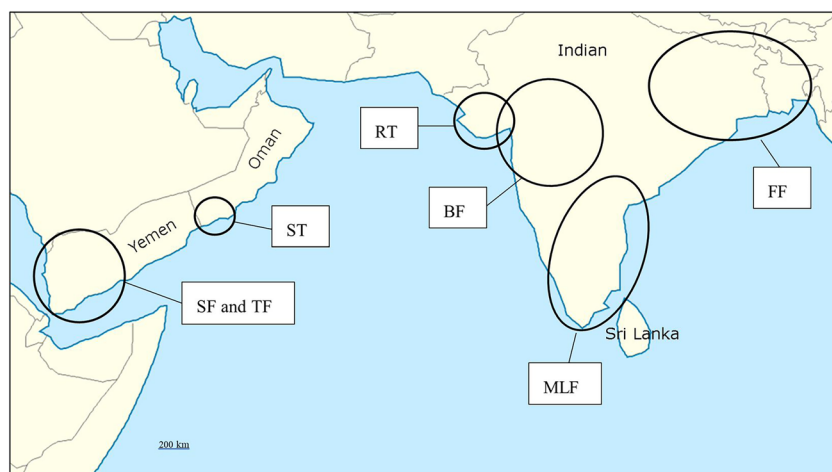 Indian
RT
Oman
BF
FF
ST
Yemen
SF and TF
Sri Lanka
MLF
200 km